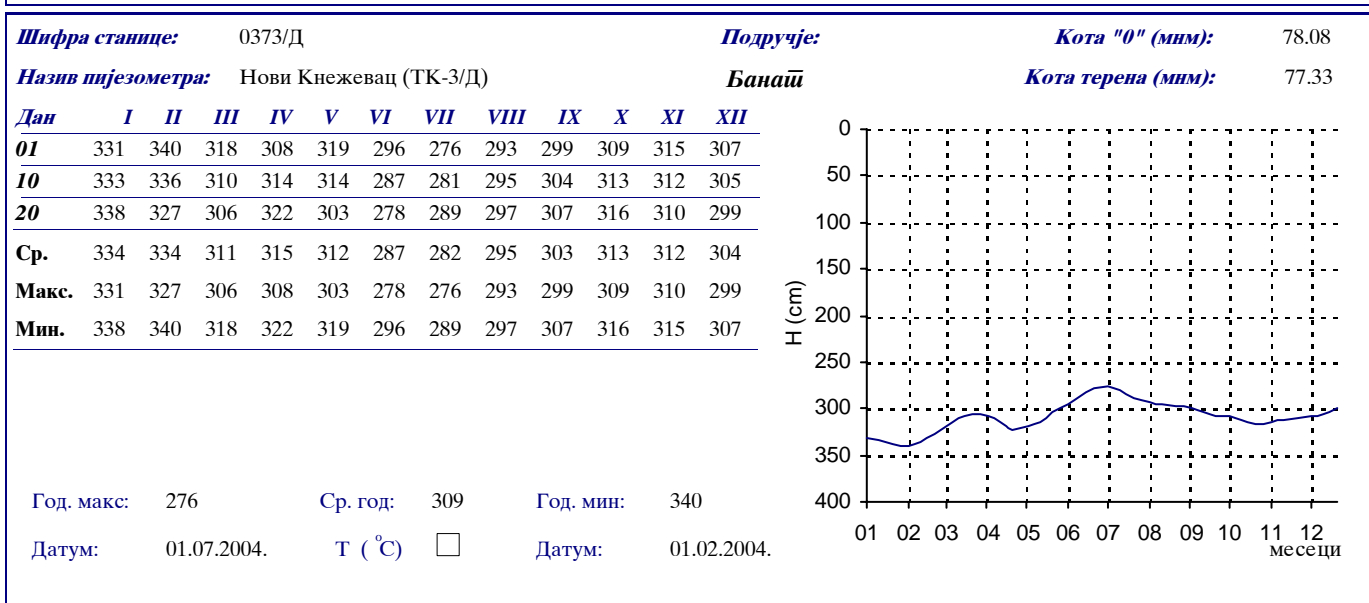 Шифра станице: 0373/Д Подручје: Кота "0" (мнм): 78.08
Назив пијезометра: Нови Кнежевац (ТК-3/Д) Банат Кота терена (мнм): 77.33
Дан I II III IV V VI VII VIII IX X XI XII
01 331 340 318 308 319 296 276 293 299 309 315 307
10 333 336 310 314 314 287 281 295 304 313 312 305
20 338 327 306 322 303 278 289 297 307 316 310 299
Ср. 334 334 311 315 312 287 282 295 303 313 312 304
Макс. 331 327 306 308 303 278 276 293 299 309 310 299
Мин. 338 340 318 322 319 296 289 297 307 316 315 307
Год. макс: 276 Ср. год: 309 Год. мин: 340
Датум: 01.07.2004. Т ( °C) Датум: 01.02.2004.
0
50
100
150
200
250
300
350
400
H (cm)
01 02 03 04 05 06 07 08 09 10 11 12
месеци